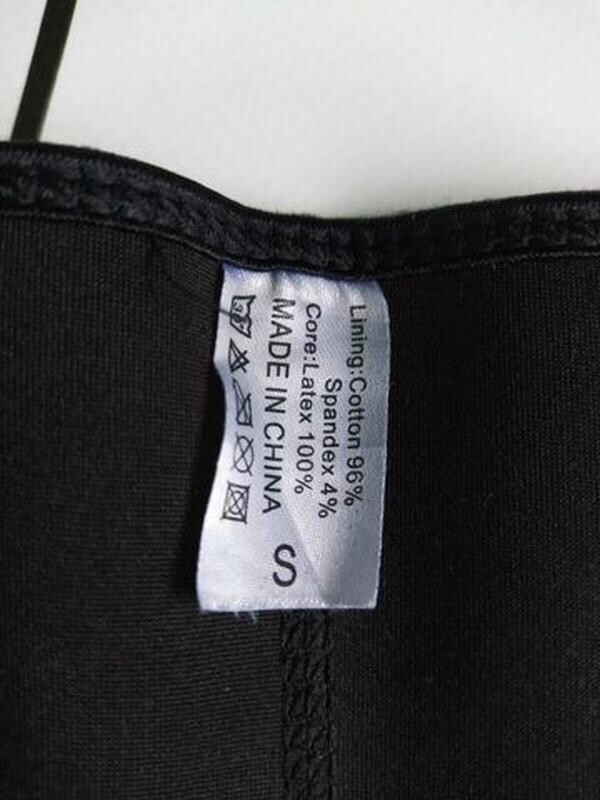 Lining:Cotton 96%
Spandex 4%
Core:Latex 100%
MADE IN CHINA
S